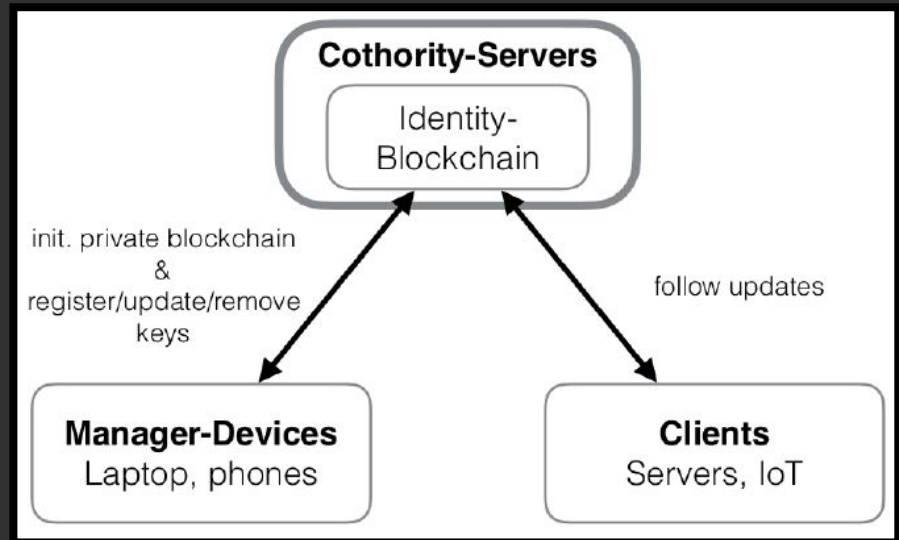 Cothority-Servers
Identity-
Blockchain
init. private blockchain
&
register/update/remove
keys
follow updates
Manager-Devices
Laptop, phones
Clients
Servers, IoT